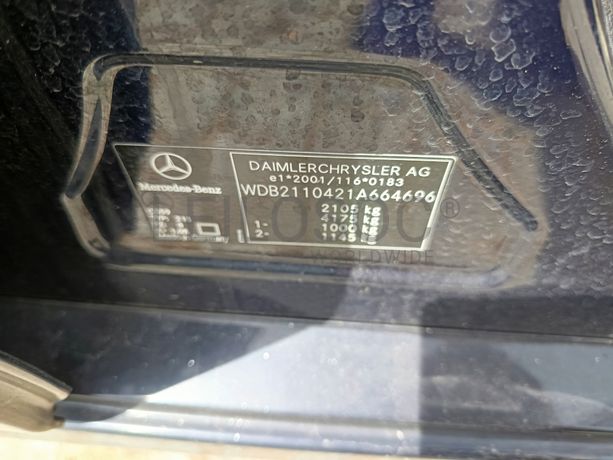 DAIMLERCHRYSLER AG
e1*2001/116*0183
Mercedes-Benz
WDB2110421A664696
2105 kg
4175 kg
1- 1000 kg
2- 1145 kg
WORLDWIDE